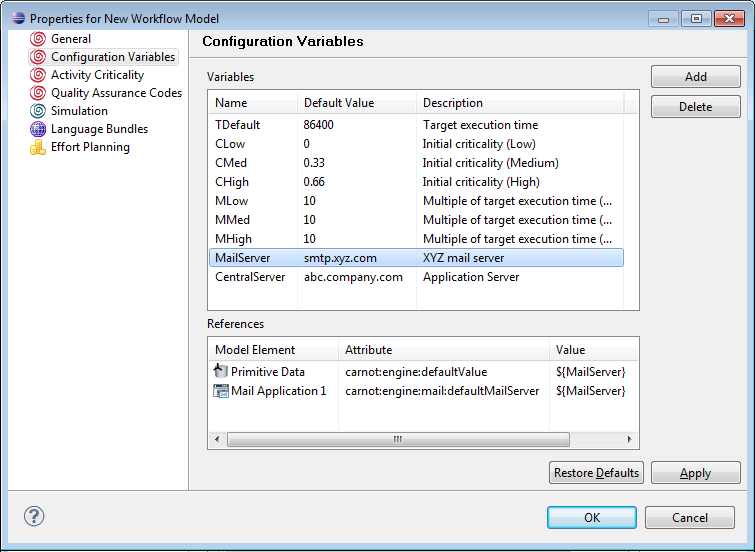 Properties for New Workflow Model
General
Configuration Variables
Activity Criticality
Quality Assurance Codes
Simulation
Language Bundles
Effort Planning
Configuration Variables
Variables
Name Default Value Description
TDefault 86400 Target execution time
CLow 0 Initial criticality (Low)
CMed 0.33 Initial criticality (Medium)
CHigh 0.66 Initial criticality (High)
MLow 10 Multiple of target execution time (...
MMed 10 Multiple of target execution time (...
MHigh 10 Multiple of target execution time (...
MailServer smtp.xyz.com XYZ mail server
CentralServer abc.company.com Application Server
Add
Delete
References
Model Element Attribute Value
Primitive Data carnot:engine:defaultValue ${MailServer}
Mail Application 1 carnot:engine:mail:defaultMailServer ${MailServer}
Restore Defaults Apply
? OK Cancel